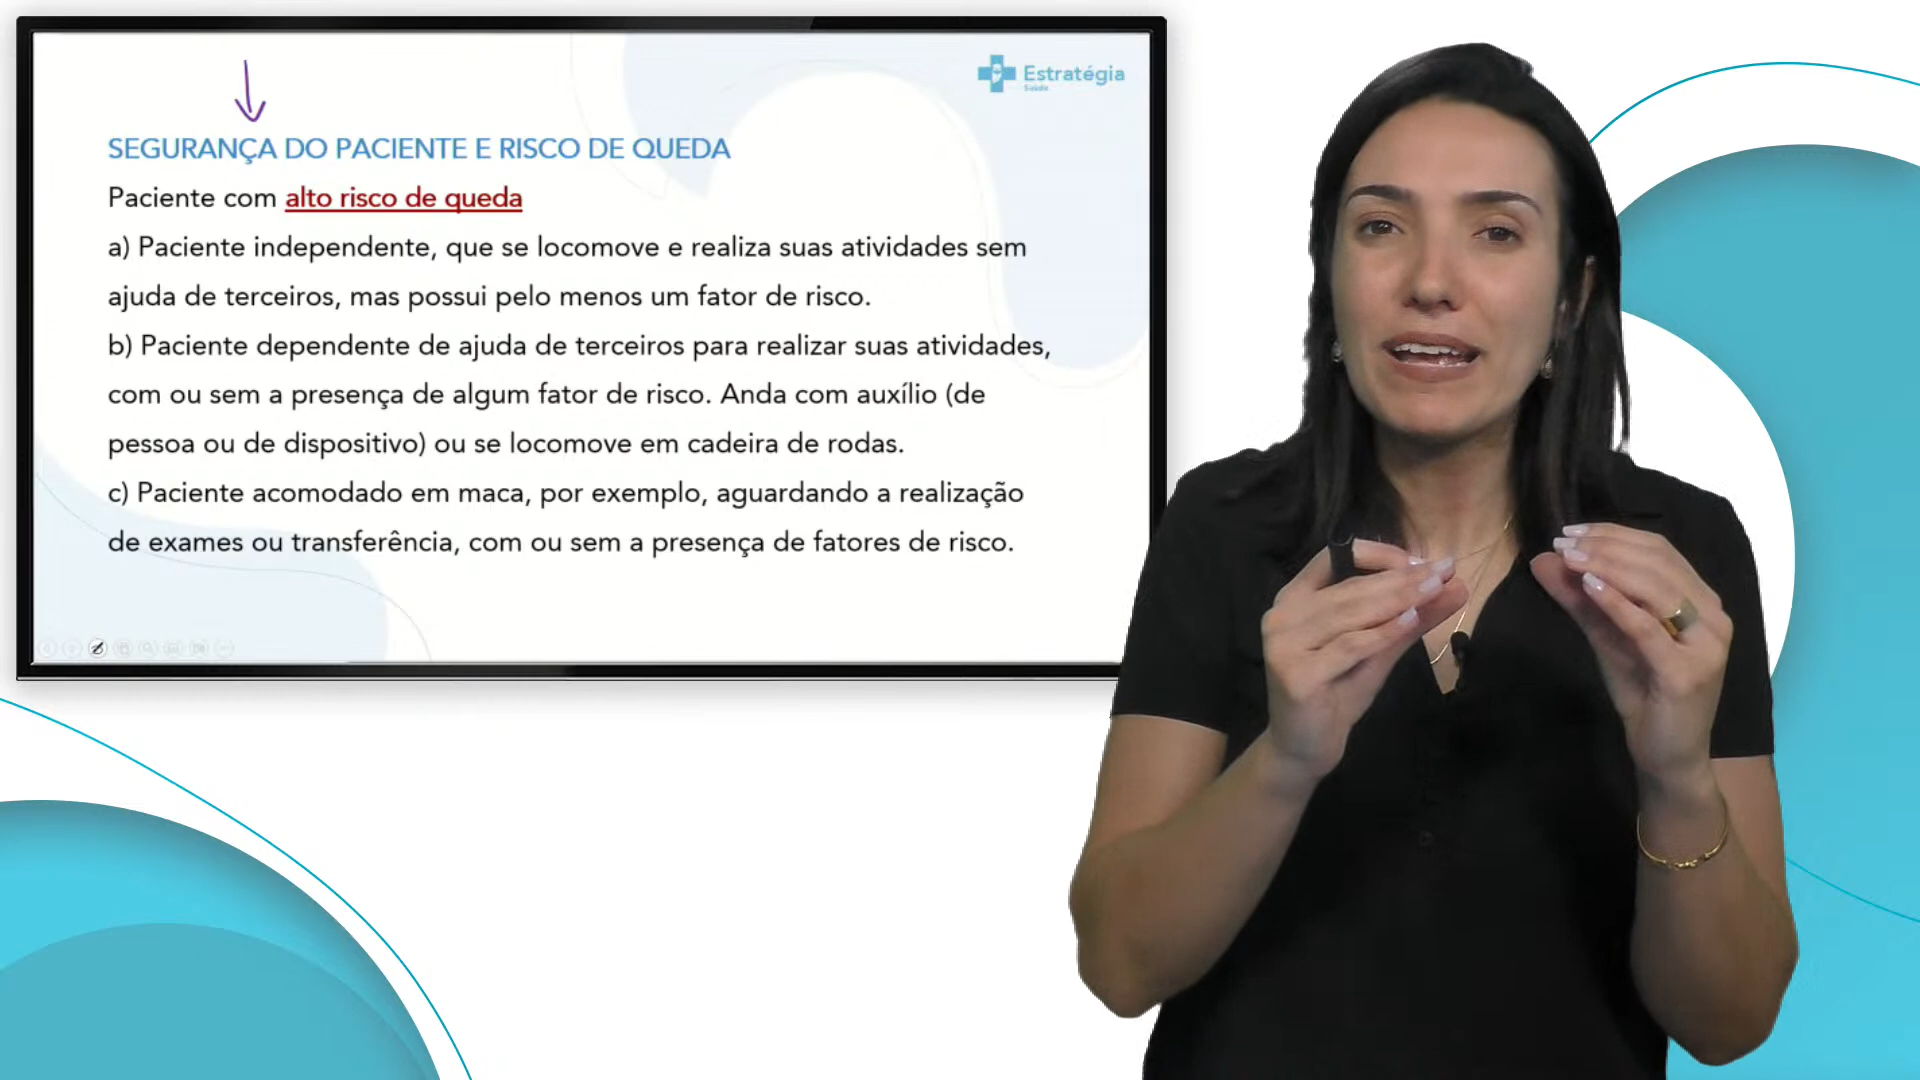 Estratégia
Saúde
SEGURANÇA DO PACIENTE E RISCO DE QUEDA
Paciente com alto risco de queda
a) Paciente independente, que se locomove e realiza suas atividades sem
ajuda de terceiros, mas possui pelo menos um fator de risco.
b) Paciente dependente de ajuda de terceiros para realizar suas atividades,
com ou sem a presença de algum fator de risco. Anda com auxílio (de
pessoa ou de dispositivo) ou se locomove em cadeira de rodas.
c) Paciente acomodado em maca, por exemplo, aguardando a realização
de exames ou transferência, com ou sem a presença de fatores de risco.